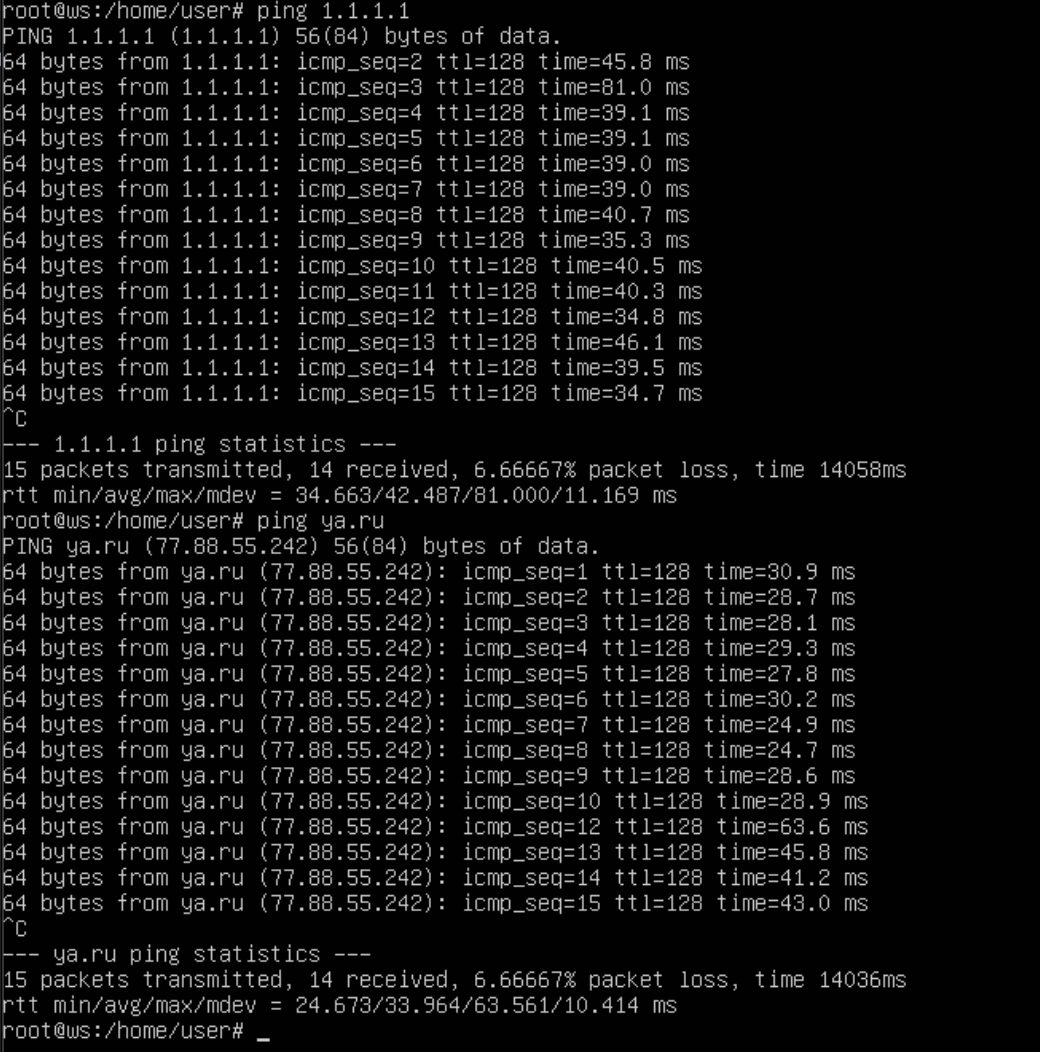 root@ws:/home/user# ping 1.1.1.1
PING 1.1.1.1 (1.1.1.1) 56(84) bytes of data.
64 bytes from 1.1.1.1: icmp_seq=2 ttl=128 time=45.8 ms
64 bytes from 1.1.1.1: icmp_seq=3 ttl=128 time=81.0 ms
64 bytes from 1.1.1.1: icmp_seq=4 ttl=128 time=39.1 ms
64 bytes from 1.1.1.1: icmp_seq=5 ttl=128 time=39.1 ms
64 bytes from 1.1.1.1: icmp_seq=6 ttl=128 time=39.0 ms
64 bytes from 1.1.1.1: icmp_seq=7 ttl=128 time=39.0 ms
64 bytes from 1.1.1.1: icmp_seq=8 ttl=128 time=40.7 ms
64 bytes from 1.1.1.1: icmp_seq=9 ttl=128 time=35.3 ms
64 bytes from 1.1.1.1: icmp_seq=10 ttl=128 time=40.5 ms
64 bytes from 1.1.1.1: icmp_seq=11 ttl=128 time=40.3 ms
64 bytes from 1.1.1.1: icmp_seq=12 ttl=128 time=34.8 ms
64 bytes from 1.1.1.1: icmp_seq=13 ttl=128 time=46.1 ms
64 bytes from 1.1.1.1: icmp_seq=14 ttl=128 time=39.5 ms
64 bytes from 1.1.1.1: icmp_seq=15 ttl=128 time=34.7 ms
^C
--- 1.1.1.1 ping statistics ---
15 packets transmitted, 14 received, 6.66667% packet loss, time 14058ms
rtt min/avg/max/mdev = 34.663/42.487/81.000/11.169 ms
root@ws:/home/user# ping ya.ru
PING ya.ru (77.88.55.242) 56(84) bytes of data.
64 bytes from ya.ru (77.88.55.242): icmp_seq=1 ttl=128 time=30.9 ms
64 bytes from ya.ru (77.88.55.242): icmp_seq=2 ttl=128 time=28.7 ms
64 bytes from ya.ru (77.88.55.242): icmp_seq=3 ttl=128 time=28.1 ms
64 bytes from ya.ru (77.88.55.242): icmp_seq=4 ttl=128 time=29.3 ms
64 bytes from ya.ru (77.88.55.242): icmp_seq=5 ttl=128 time=27.8 ms
64 bytes from ya.ru (77.88.55.242): icmp_seq=6 ttl=128 time=30.2 ms
64 bytes from ya.ru (77.88.55.242): icmp_seq=7 ttl=128 time=24.9 ms
64 bytes from ya.ru (77.88.55.242): icmp_seq=8 ttl=128 time=24.7 ms
64 bytes from ya.ru (77.88.55.242): icmp_seq=9 ttl=128 time=28.6 ms
64 bytes from ya.ru (77.88.55.242): icmp_seq=10 ttl=128 time=28.9 ms
64 bytes from ya.ru (77.88.55.242): icmp_seq=12 ttl=128 time=63.6 ms
64 bytes from ya.ru (77.88.55.242): icmp_seq=13 ttl=128 time=45.8 ms
64 bytes from ya.ru (77.88.55.242): icmp_seq=14 ttl=128 time=41.2 ms
64 bytes from ya.ru (77.88.55.242): icmp_seq=15 ttl=128 time=43.0 ms
^C
--- ya.ru ping statistics ---
15 packets transmitted, 14 received, 6.66667% packet loss, time 14036ms
rtt min/avg/max/mdev = 24.673/33.964/63.561/10.414 ms
root@ws:/home/user# _